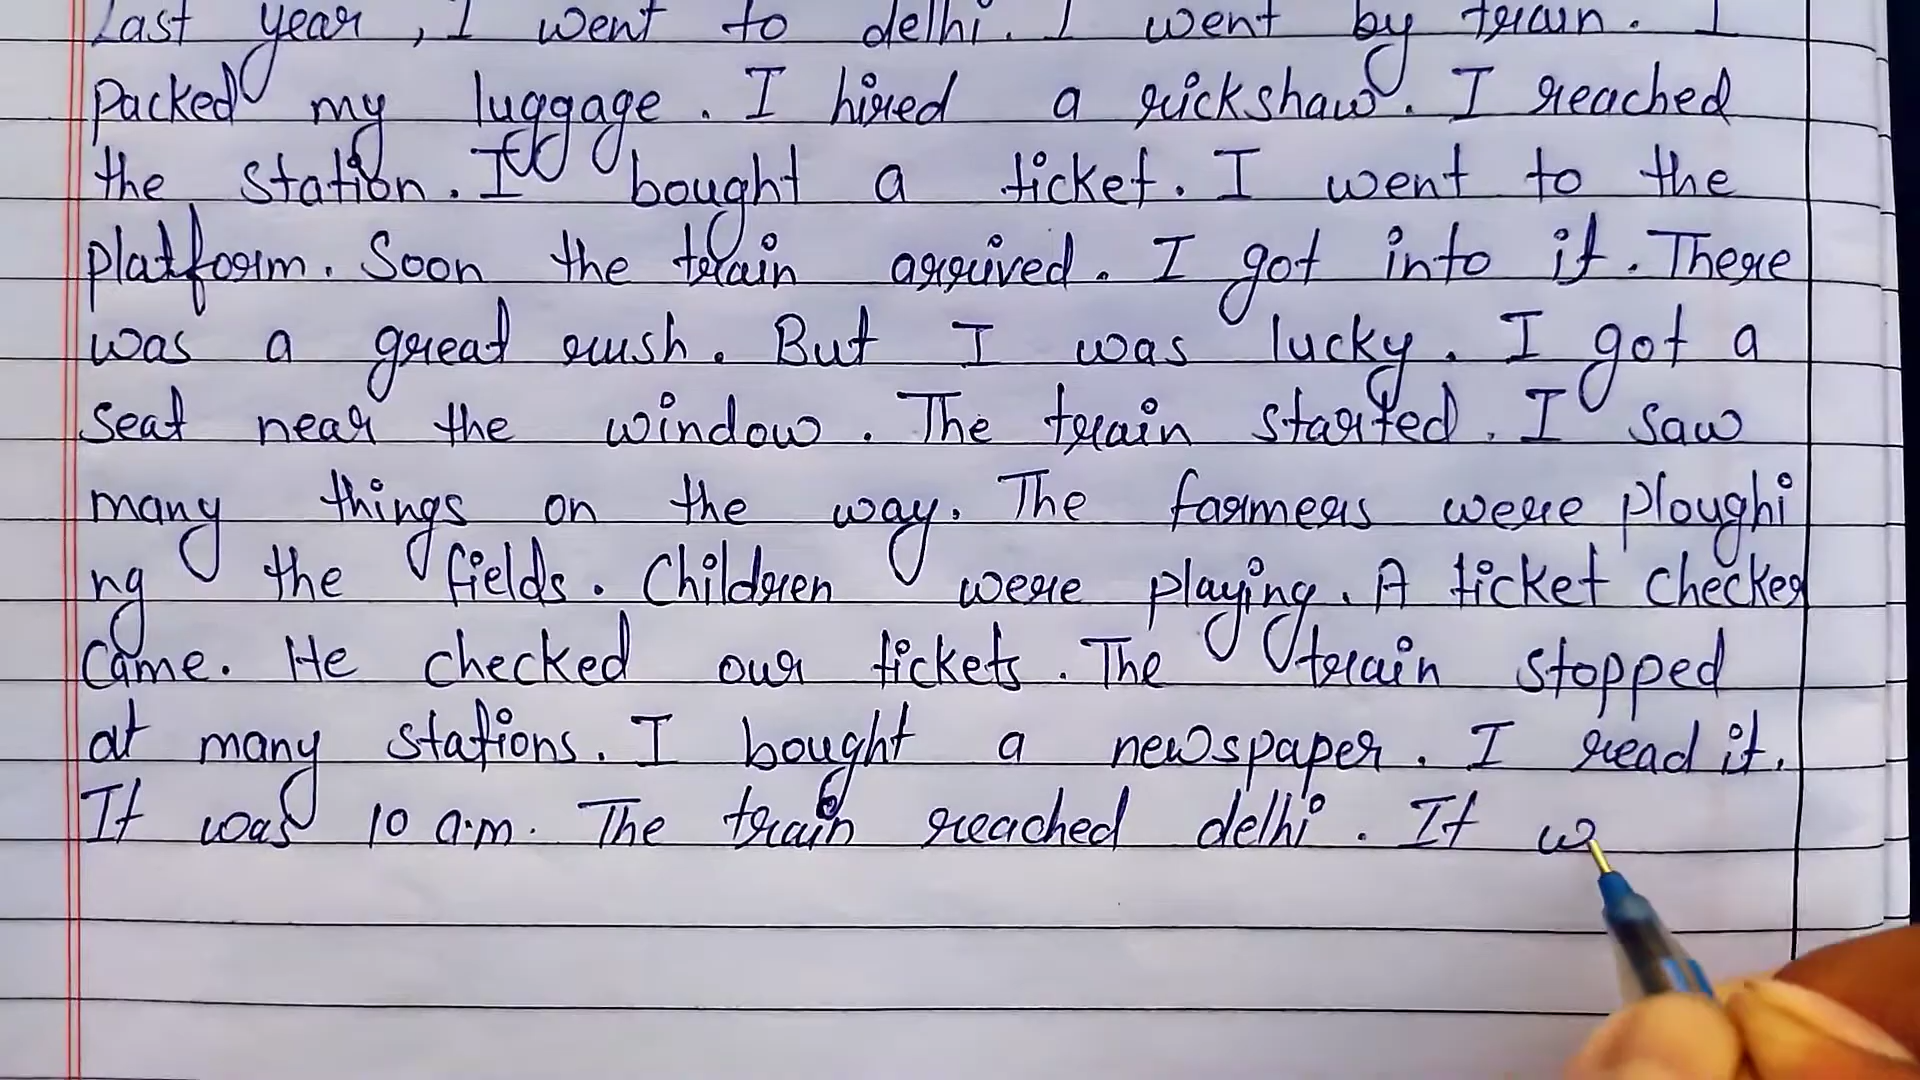 Last year, I went to delhi. I went by train. I
packed my luggage. I hired a rickshaw. I reached
the station. I bought a ticket. I went to the
platform. Soon the train arrived. I got into it. There
was a great rush. But I was lucky. I got a
seat near the window. The train started. I saw
many things on the way. The farmers were ploughi
ng the fields. Children were playing. A ticket checker
came. He checked our tickets. The train stopped
at many stations. I bought a newspaper. I read it.
It was 10 a.m. The train reached delhi. It w